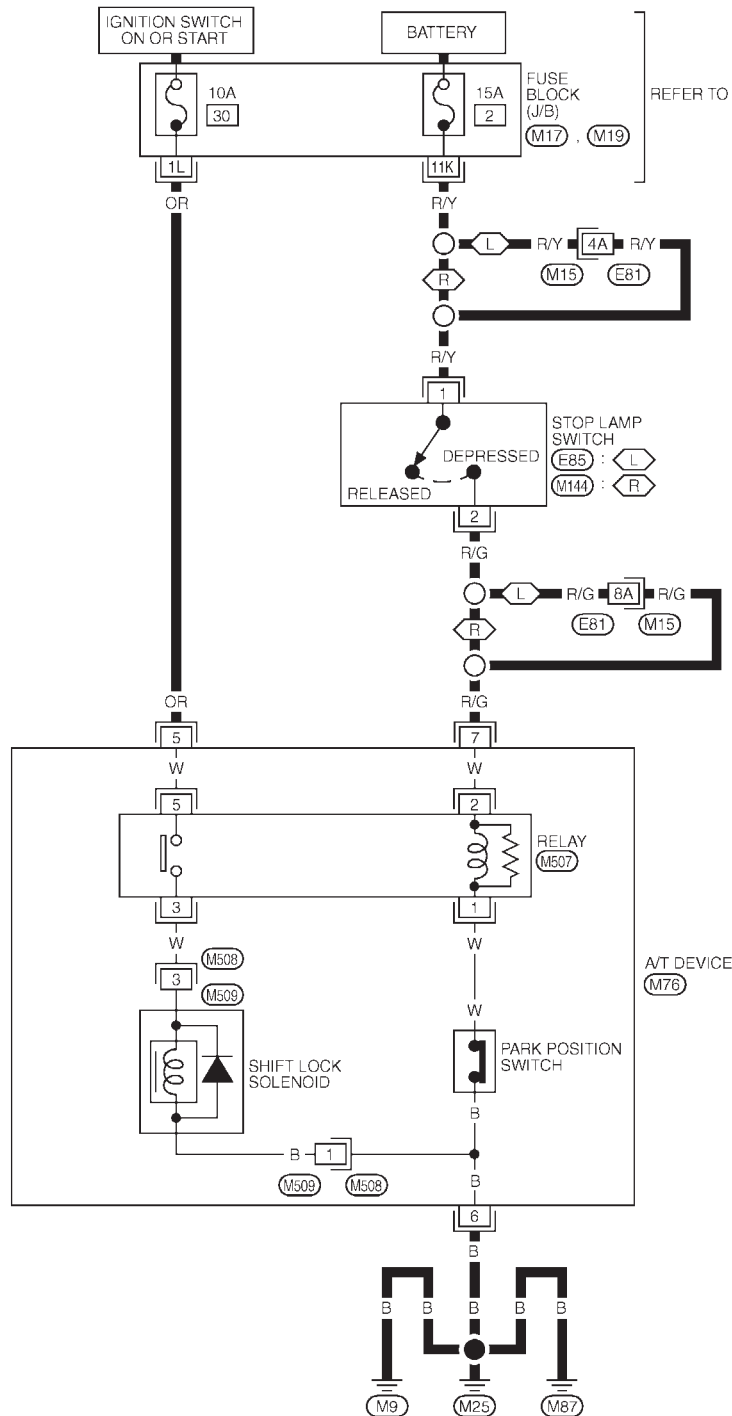 IGNITION SWITCH
ON OR START
BATTERY
10A
30
15A
2
FUSE
BLOCK
(J/B)
M17 , M19
REFER TO
1L
11K
OR
R/Y
L
R/Y
4A
R/Y
M15
E81
R
R/Y
1
STOP LAMP
SWITCH
DEPRESSED
RELEASED
E85 : L
M144 : R
2
R/G
L
R/G
8A
R/G
E81
M15
R
OR
R/G
5
7
W
W
5
2
RELAY
M507
3
1
W
W
M508
3
M509
A/T DEVICE
M76
W
SHIFT LOCK
SOLENOID
PARK POSITION
SWITCH
B
B
1
M509
M508
B
6
B
B
B
B
B
B
M9
M25
M87